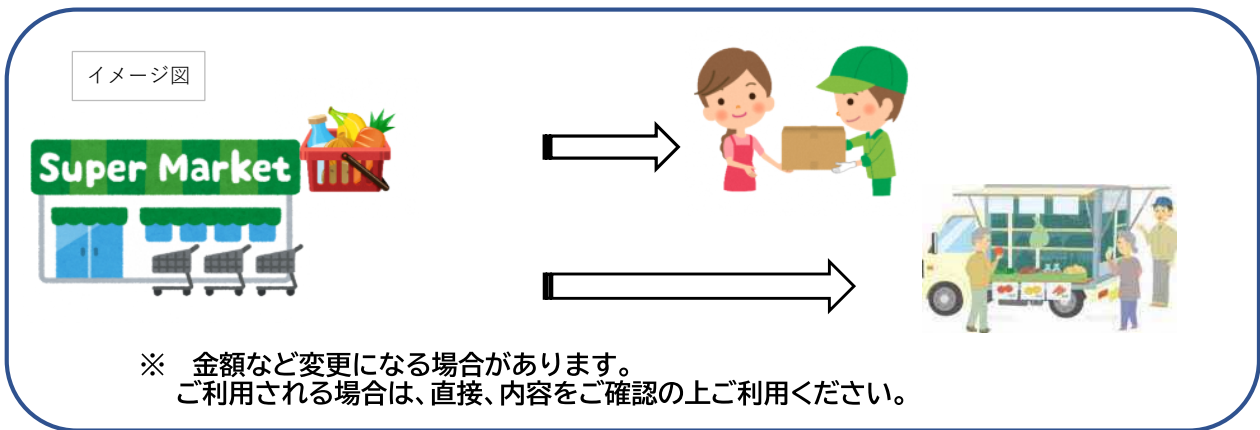 イメージ図
Super Market
※　金額など変更になる場合があります。
ご利用される場合は、直接、内容をご確認の上ご利用ください。